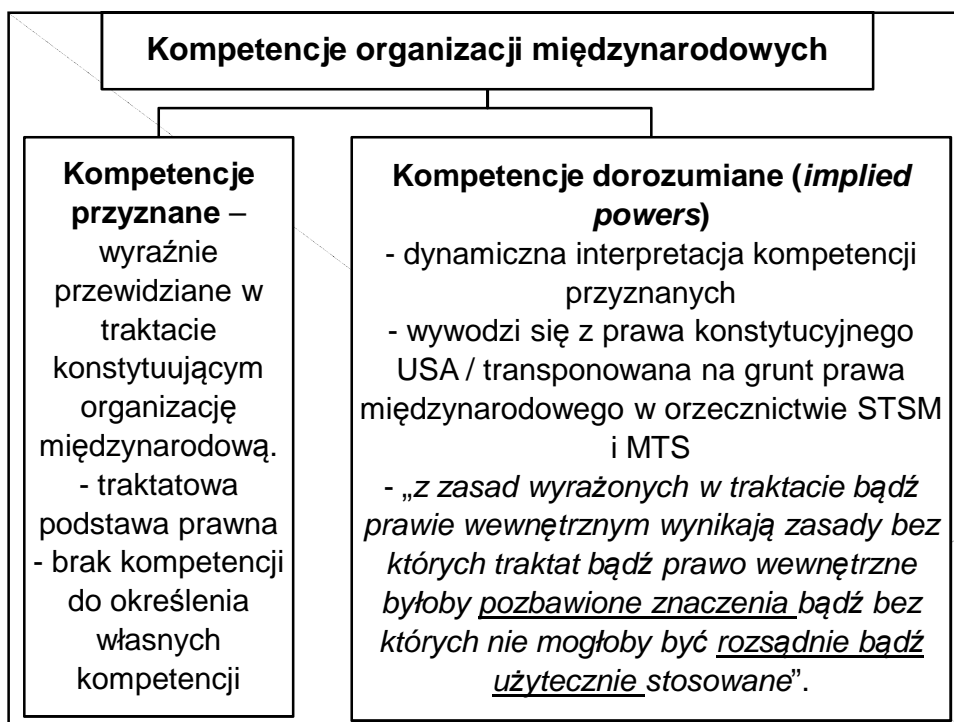 Kompetencje organizacji międzynarodowych
Kompetencje
przyznane –
wyraźnie
przewidziane w
traktacie
konstytuującym
organizację
międzynarodową.
- traktatowa
podstawa prawna
- brak kompetencji
do określenia
własnych
kompetencji
Kompetencje dorozumiane (implied
powers)
- dynamiczna interpretacja kompetencji
przyznanych
- wywodzi się z prawa konstytucyjnego
USA / transponowana na grunt prawa
międzynarodowego w orzecznictwie STSM
i MTS
- „z zasad wyrażonych w traktacie bądź
prawie wewnętrznym wynikają zasady bez
których traktat bądź prawo wewnętrzne
byłoby pozbawione znaczenia bądź bez
których nie mogłoby być rozsądnie bądź
użytecznie stosowane”.